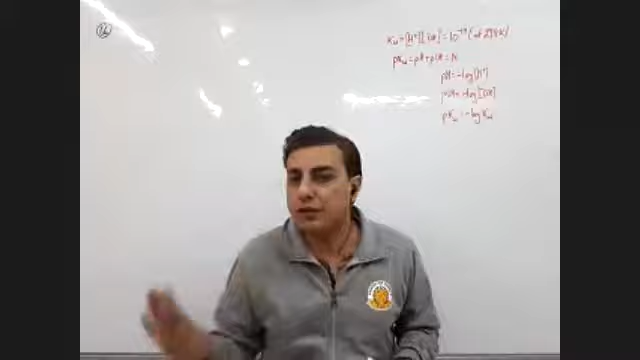 Kw = [H+][OH-] = 10^-14 (at 298K)
pKw = pH + pOH = 14
pH = -log[H+]
pOH = -log[OH-]
pKw = -log Kw